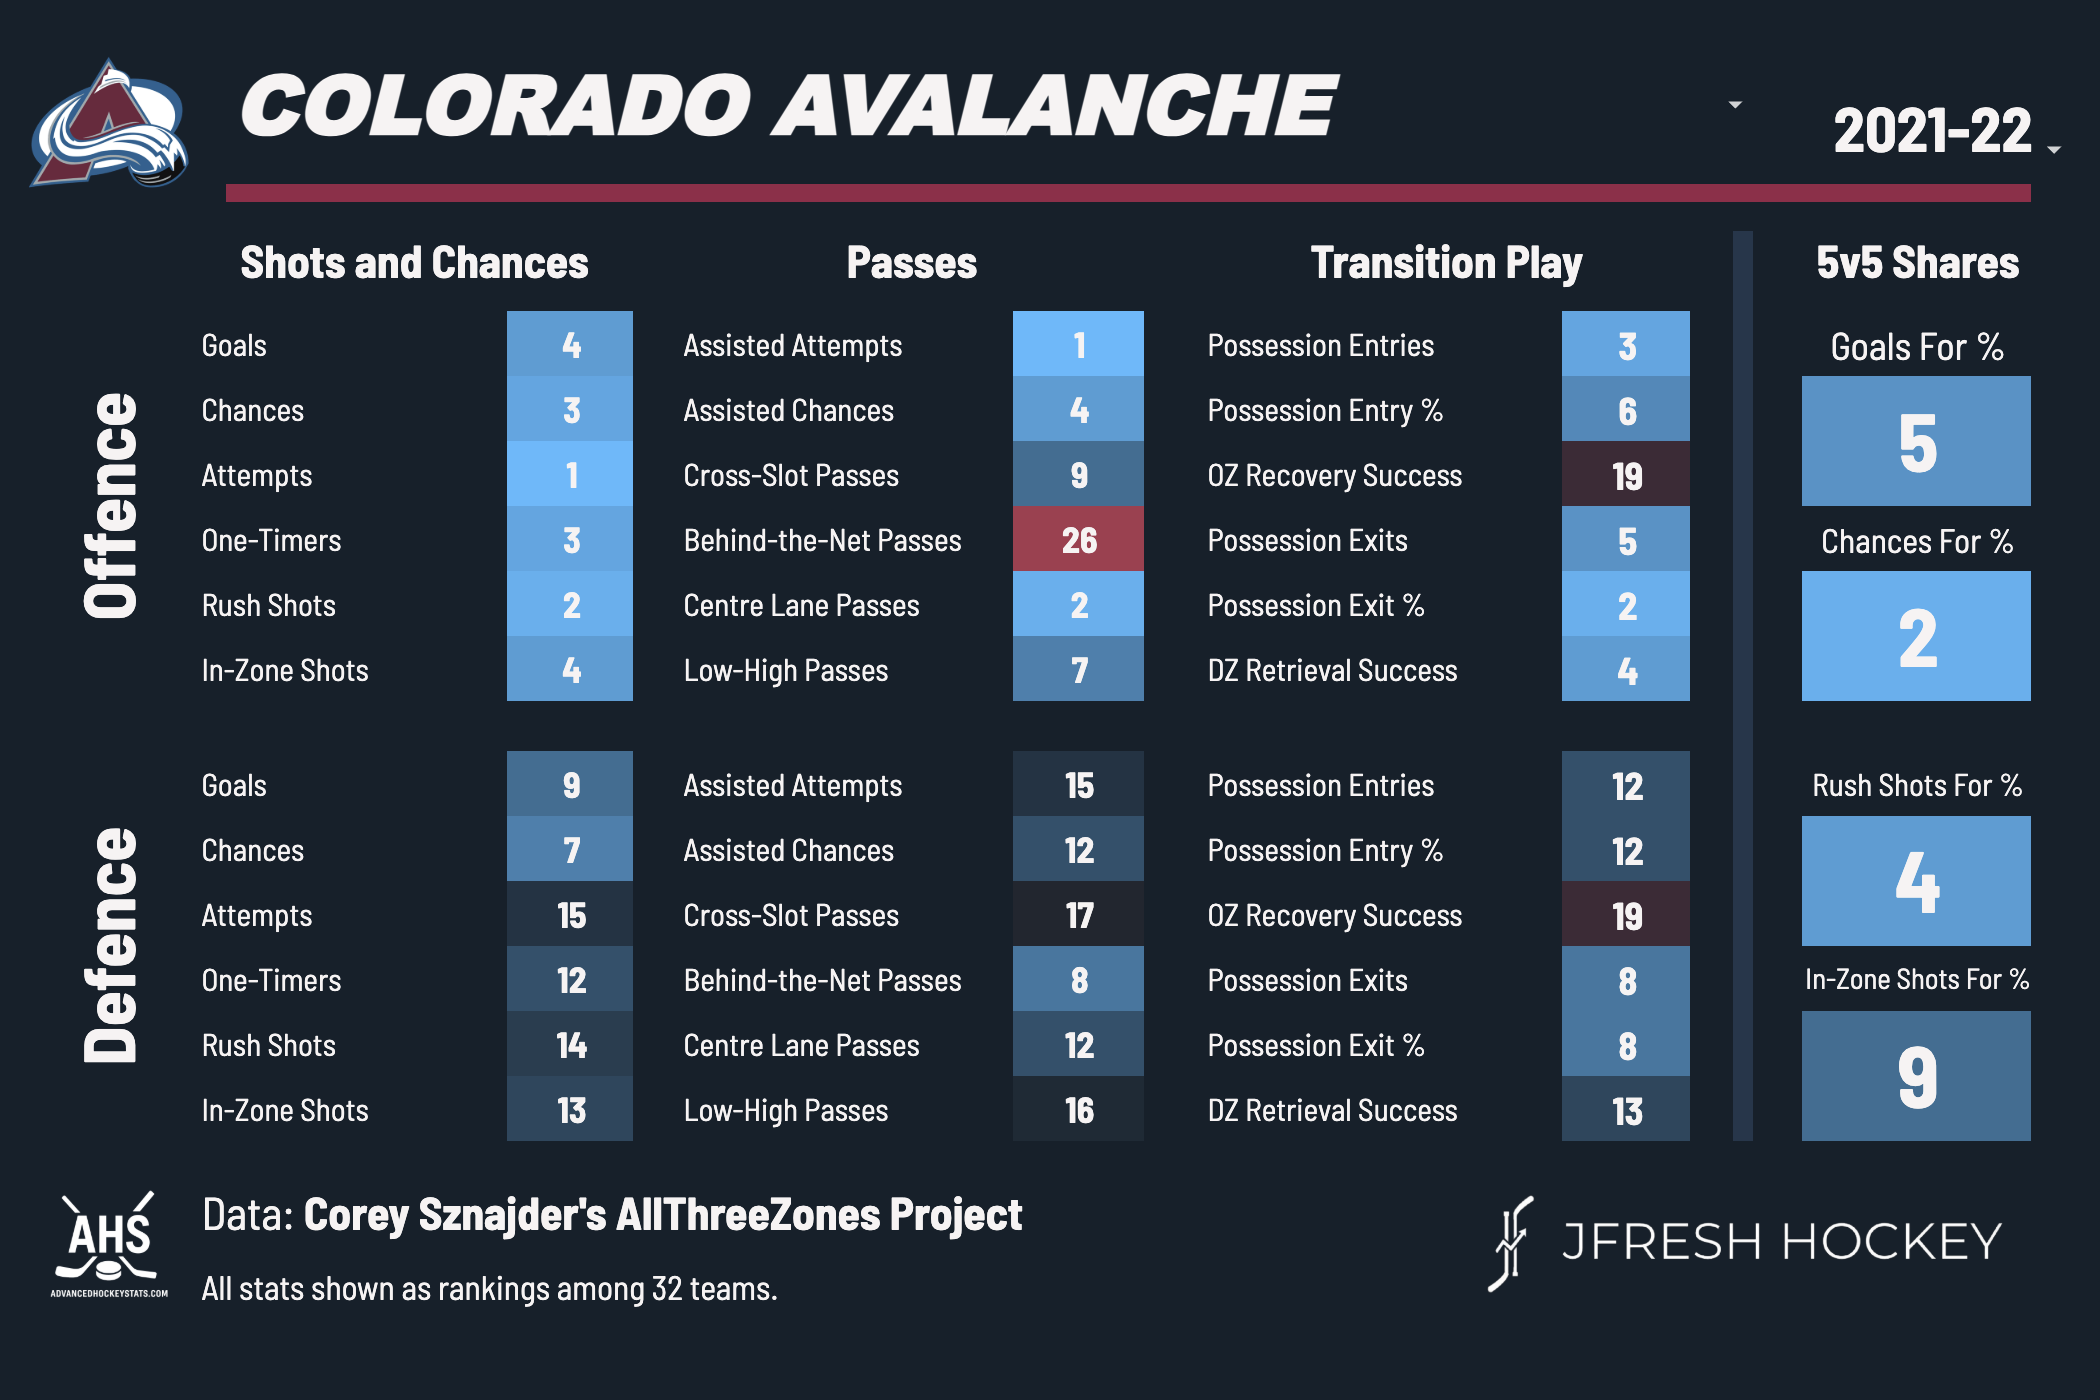 COLORADO AVALANCHE
2021-22
Shots and Chances Passes Transition Play 5v5 Shares
Offence
Goals 4 Assisted Attempts 1 Possession Entries 3 Goals For %
Chances 3 Assisted Chances 4 Possession Entry % 6 5
Attempts 1 Cross-Slot Passes 9 OZ Recovery Success 19
One-Timers 3 Behind-the-Net Passes 26 Possession Exits 5 Chances For %
Rush Shots 2 Centre Lane Passes 2 Possession Exit % 2 2
In-Zone Shots 4 Low-High Passes 7 DZ Retrieval Success 4
Defence
Goals 9 Assisted Attempts 15 Possession Entries 12 Rush Shots For %
Chances 7 Assisted Chances 12 Possession Entry % 12 4
Attempts 15 Cross-Slot Passes 17 OZ Recovery Success 19
One-Timers 12 Behind-the-Net Passes 8 Possession Exits 8 In-Zone Shots For %
Rush Shots 14 Centre Lane Passes 12 Possession Exit % 8 9
In-Zone Shots 13 Low-High Passes 16 DZ Retrieval Success 13
AHS
ADVANCEDHOCKEYSTATS.COM
Data: Corey Sznajder's AllThreeZones Project
All stats shown as rankings among 32 teams.
JFRESH HOCKEY